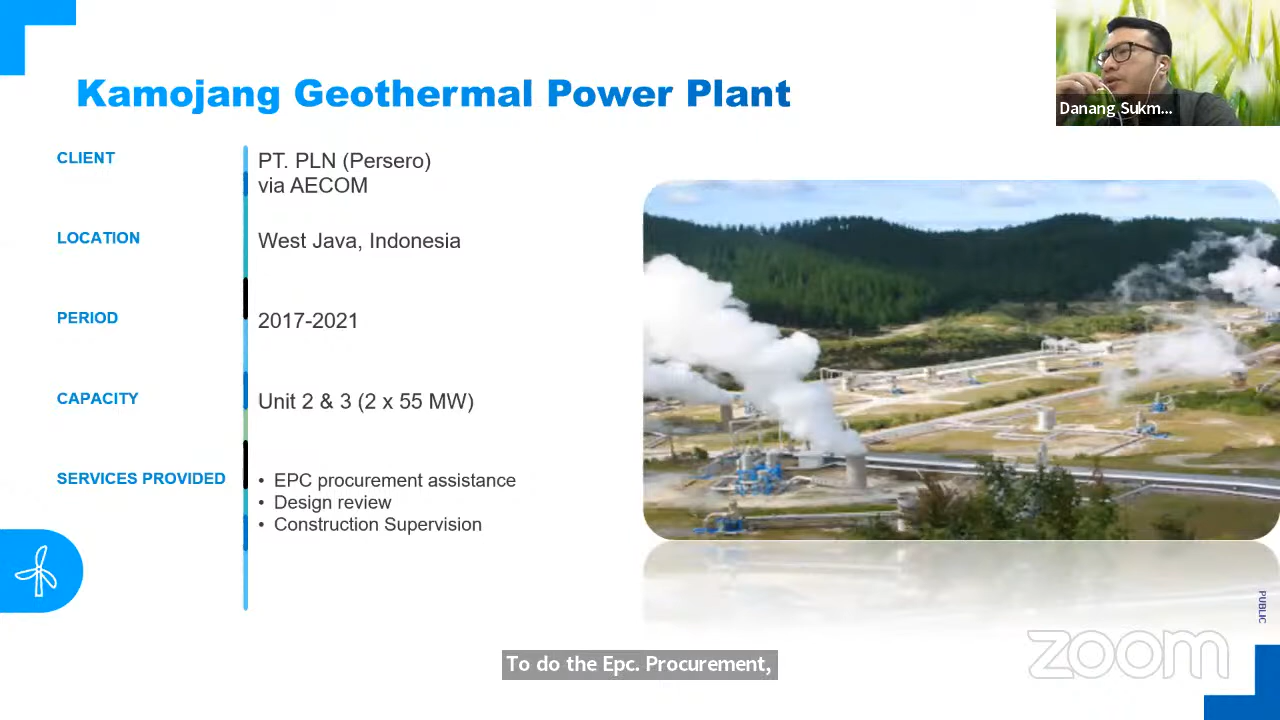 Kamojang Geothermal Power Plant
Danang Sukm...
CLIENT
PT. PLN (Persero)
via AECOM
LOCATION
West Java, Indonesia
PERIOD
2017-2021
CAPACITY
Unit 2 & 3 (2 x 55 MW)
SERVICES PROVIDED
• EPC procurement assistance
• Design review
• Construction Supervision
PUBLIC
zoom
To do the Epc. Procurement,